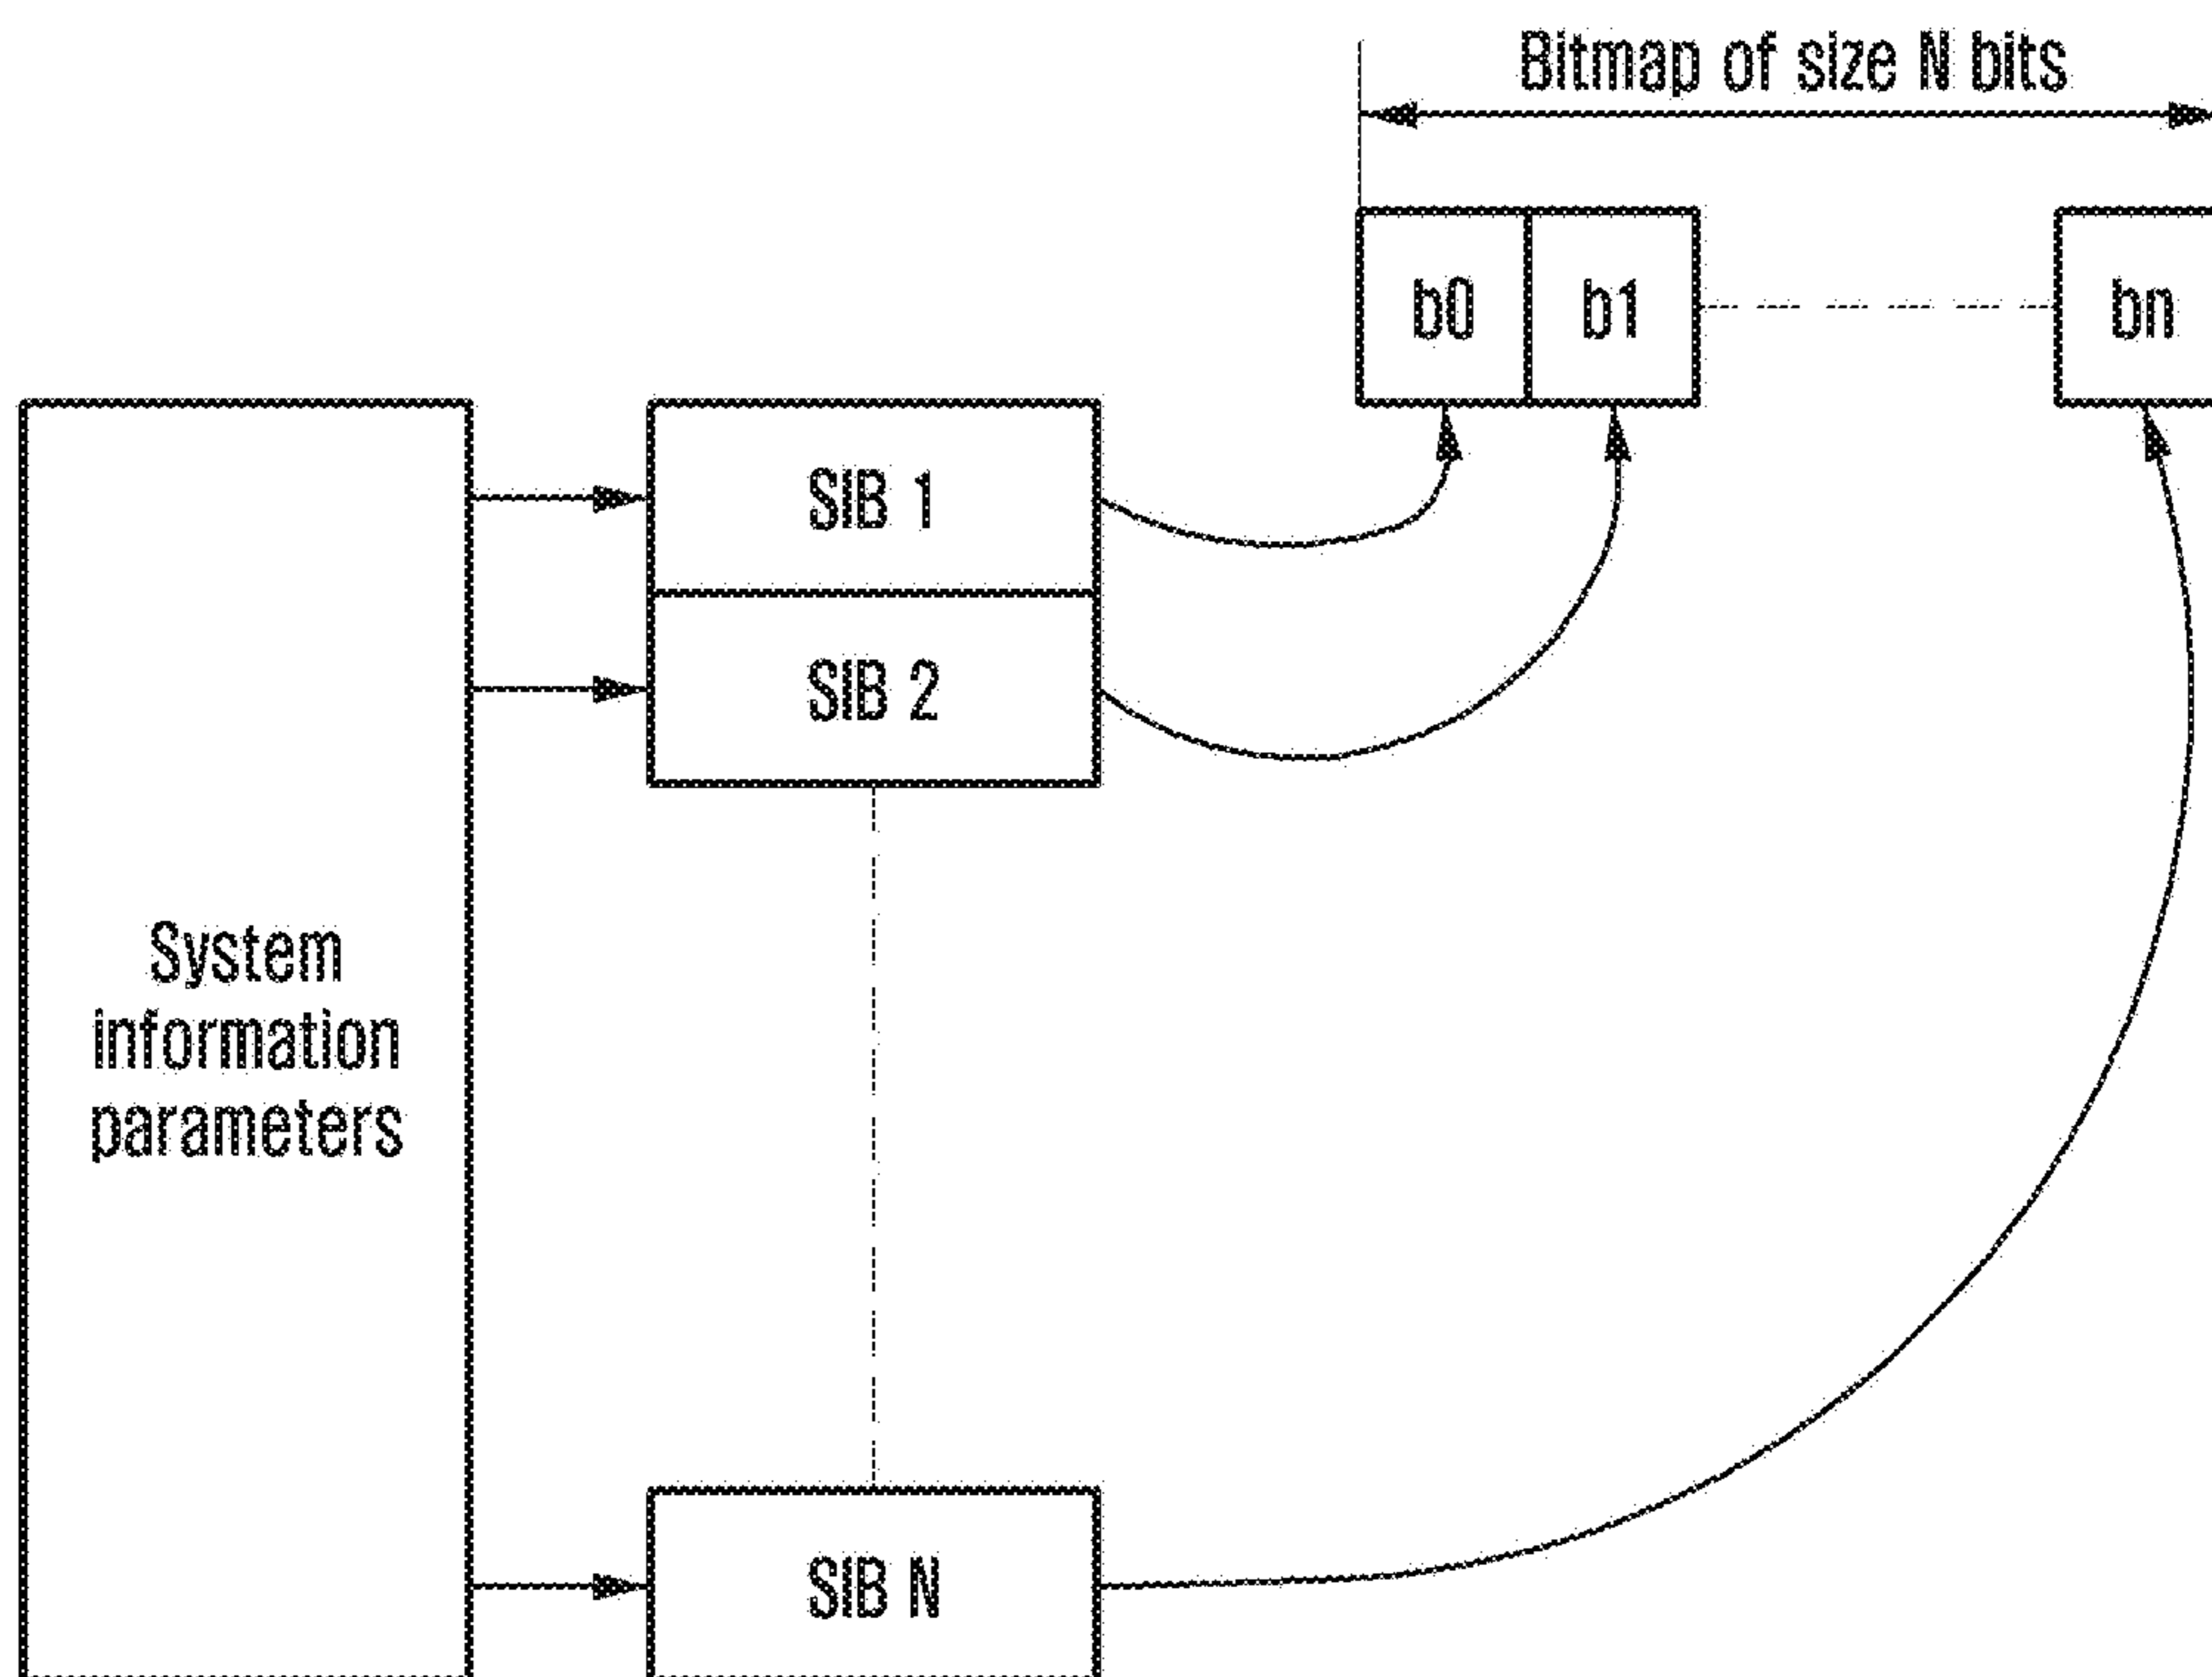 Bitmap of size N bits
b0
b1
bn
SIB 1
SIB 2
System
information
parameters
SIB N